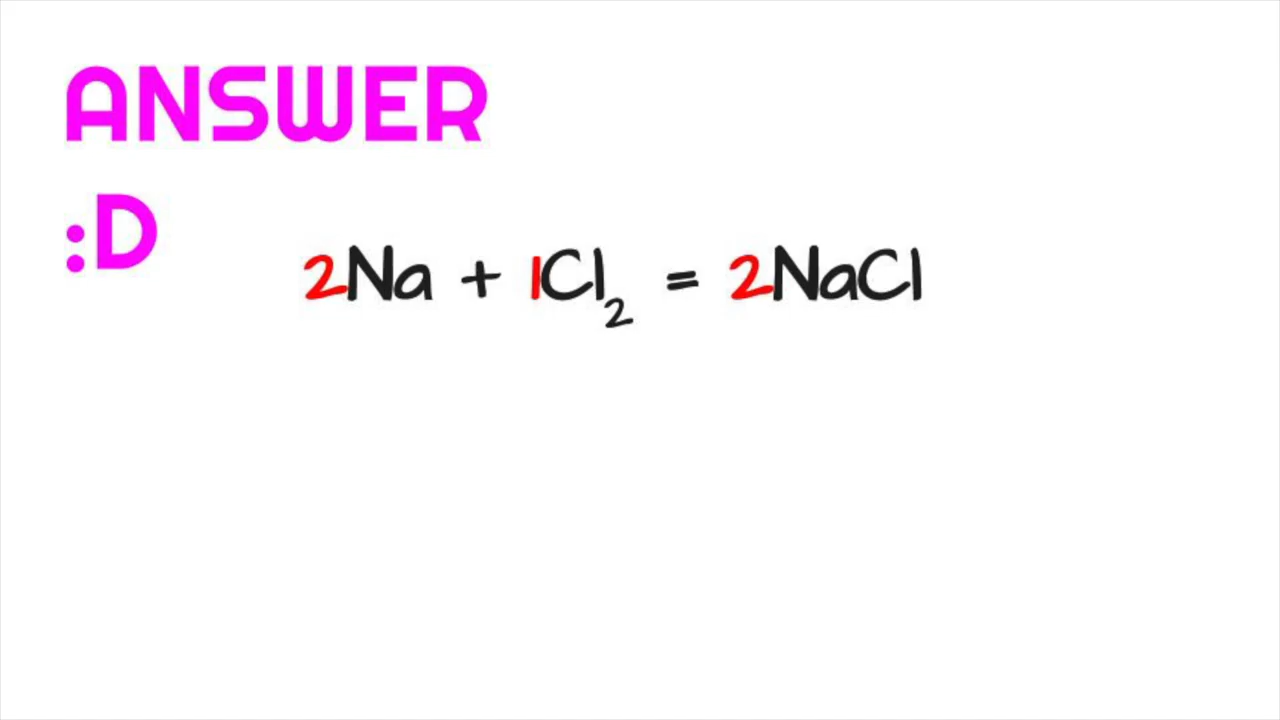 ANSWER
:D
2Na + 1Cl₂ = 2NaCl